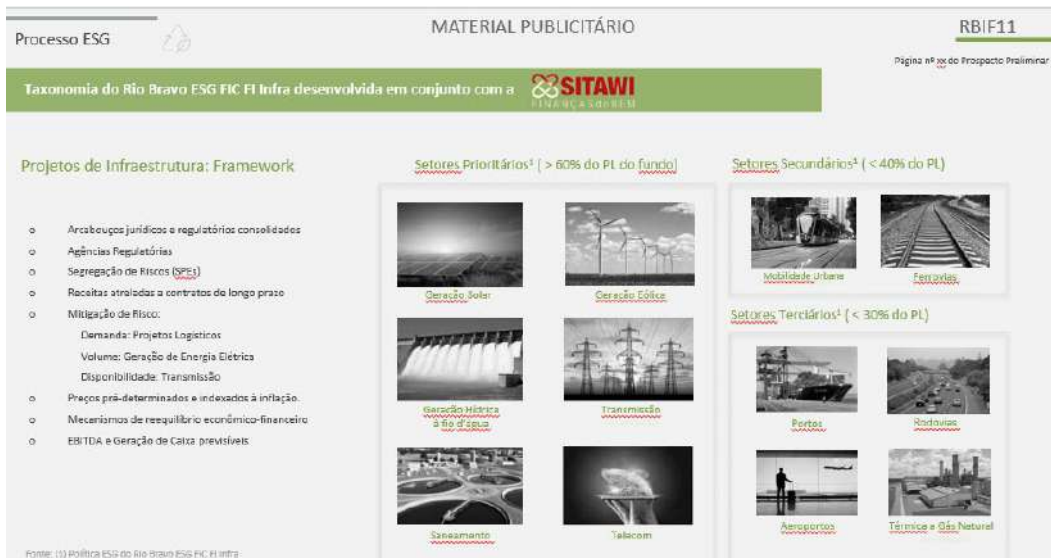 Processo ESG
MATERIAL PUBLICITÁRIO
RBIF11
Página nº xx do Prospecto Preliminar
Taxonomia do Rio Bravo ESG FIC FI Infra desenvolvida em conjunto com a
SITAWI
FINANÇAS DO BEM
Projetos de Infraestrutura: Framework
o Arcabouços jurídicos e regulatórios consolidados
o Agências Regulatórias
o Segregação de Riscos (SPEs)
o Receitas atreladas a contratos de longo prazo
o Mitigação de Risco:
Demanda: Projetos Logísticos
Volume: Geração de Energia Elétrica
Disponibilidade: Transmissão
o Preços pré-determinados e indexados à inflação.
o Mecanismos de reequilíbrio econômico-financeiro
o EBITDA e Geração de Caixa previsíveis
Setores Prioritários¹ ( > 60% do PL do fundo)
Geração Solar
Geração Eólica
Geração Hídrica
à fio d'água
Transmissão
Saneamento
Telecom
Setores Secundários¹ ( < 40% do PL)
Mobilidade Urbana
Ferrovias
Setores Terciários¹ ( < 30% do PL)
Portos
Rodovias
Aeroportos
Térmica a Gás Natural
Fonte: (1) Política ESG do Rio Bravo ESG FIC FI Infra